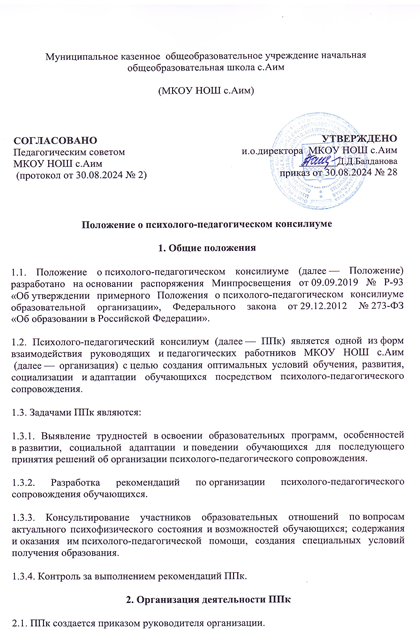 Муниципальное казенное общеобразовательное учреждение начальная
общеобразовательная школа с.Аим
(МКОУ НОШ с.Аим)
СОГЛАСОВАНО
Педагогическим советом
МКОУ НОШ с.Аим
(протокол от 30.08.2024 № 2)
УТВЕРЖДЕНО
и.о.директора МКОУ НОШ с.Аим
Д.Д.Балданова
приказ от 30.08.2024 № 28
Положение о психолого-педагогическом консилиуме
1. Общие положения
1.1. Положение о психолого-педагогическом консилиуме (далее — Положение)
разработано на основании распоряжения Минпросвещения от 09.09.2019 № Р-93
«Об утверждении примерного Положения о психолого-педагогическом консилиуме
образовательной организации», Федерального закона от 29.12.2012 № 273-ФЗ
«Об образовании в Российской Федерации».
1.2. Психолого-педагогический консилиум (далее — ППк) является одной из форм
взаимодействия руководящих и педагогических работников МКОУ НОШ с.Аим
(далее — организация) с целью создания оптимальных условий обучения, развития,
социализации и адаптации обучающихся посредством психолого-педагогического
сопровождения.
1.3. Задачами ППк являются:
1.3.1. Выявление трудностей в освоении образовательных программ, особенностей
в развитии, социальной адаптации и поведении обучающихся для последующего
принятия решений об организации психолого-педагогического сопровождения.
1.3.2. Разработка рекомендаций по организации психолого-педагогического
сопровождения обучающихся.
1.3.3. Консультирование участников образовательных отношений по вопросам
актуального психофизического состояния и возможностей обучающихся; содержания
и оказания им психолого-педагогической помощи, создания специальных условий
получения образования.
1.3.4. Контроль за выполнением рекомендаций ППк.
2. Организация деятельности ППк
2.1. ППк создается приказом руководителя организации.